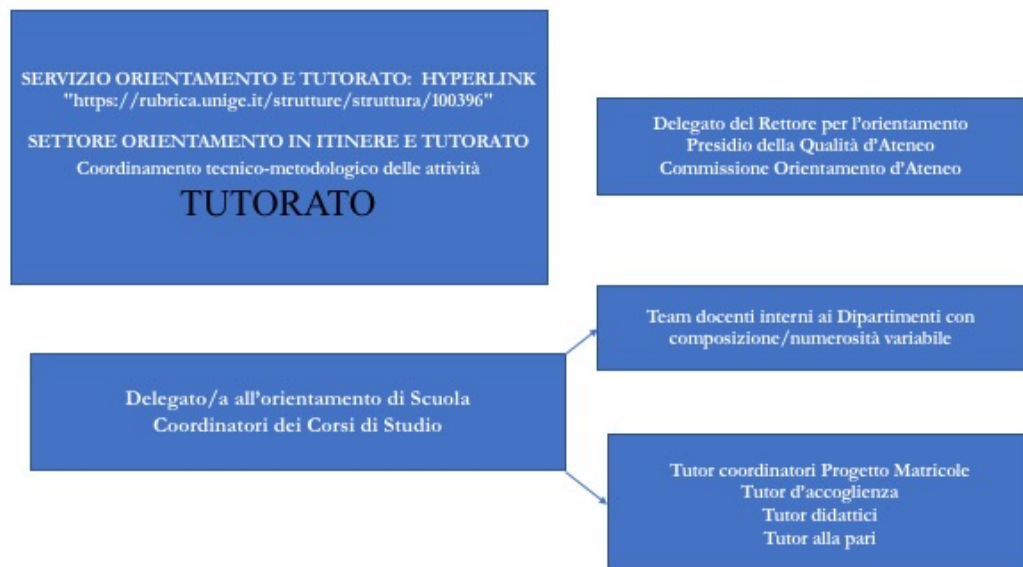 SERVIZIO ORIENTAMENTO E TUTORATO: HYPERLINK
"https://rubrica.unige.it/strutture/struttura/100396"
SETTORE ORIENTAMENTO IN ITINERE E TUTORATO
Coordinamento tecnico-metodologico delle attività
TUTORATO
Delegato del Rettore per l'orientamento
Presidio della Qualità d'Ateneo
Commissione Orientamento d'Ateneo
Team docenti interni ai Dipartimenti con
composizione/numerosità variabile
Delegato/a all'orientamento di Scuola
Coordinatori dei Corsi di Studio
Tutor coordinatori Progetto Matricole
Tutor d'accoglienza
Tutor didattici
Tutor alla pari